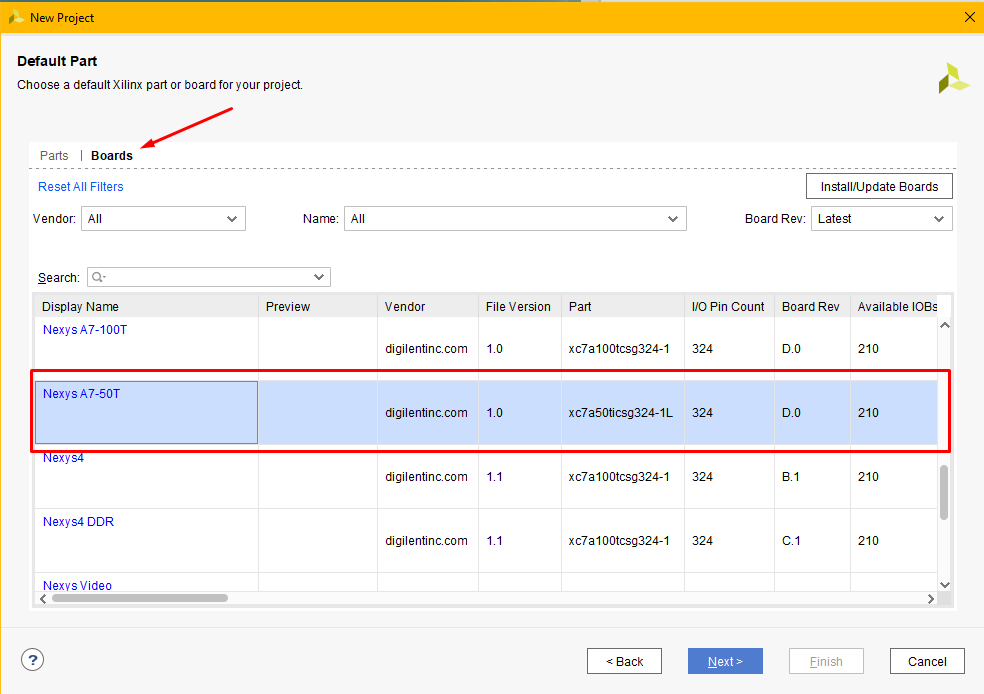 New Project
Default Part
Choose a default Xilinx part or board for your project.
Parts | Boards
Reset All Filters
Install/Update Boards
Vendor: All Name: All Board Rev: Latest
Search:
Display Name Preview Vendor File Version Part I/O Pin Count Board Rev Available IOBs
Nexys A7-100T digilentinc.com 1.0 xc7a100tcsg324-1 324 D.0 210
Nexys A7-50T digilentinc.com 1.0 xc7a50ticsg324-1L 324 D.0 210
Nexys4 digilentinc.com 1.1 xc7a100tcsg324-1 324 B.1 210
Nexys4 DDR digilentinc.com 1.1 xc7a100tcsg324-1 324 C.1 210
Nexys Video
? < Back Next > Finish Cancel